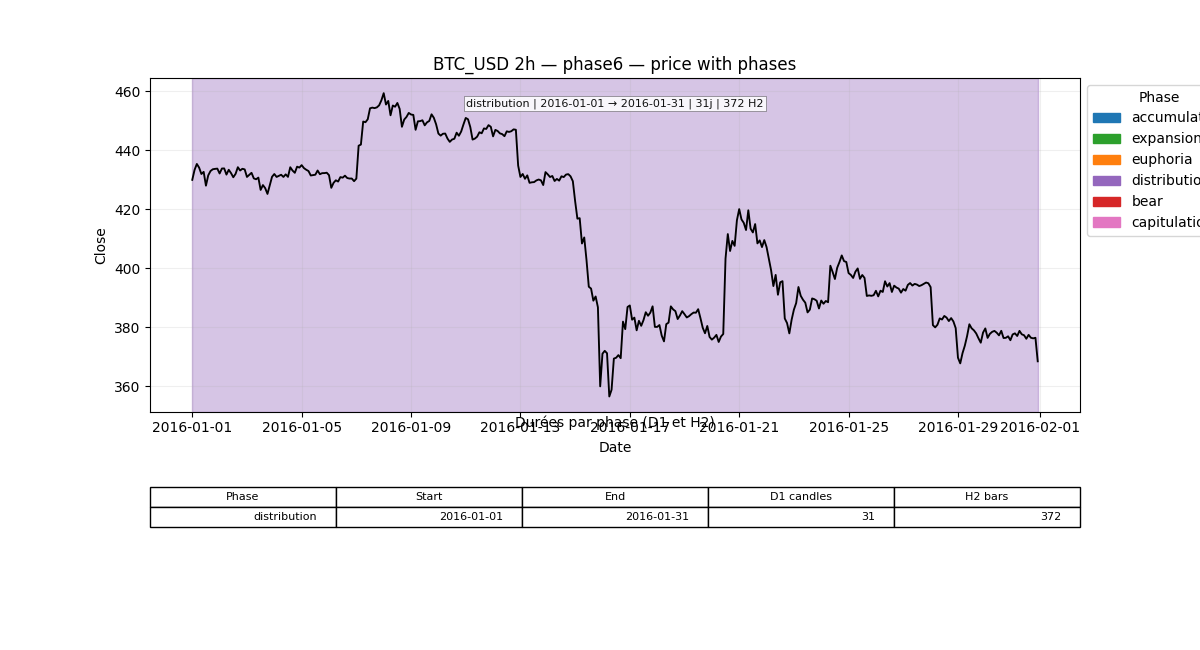 BTC_USD 2h — phase6 — price with phases
distribution | 2016-01-01 → 2016-01-31 | 31j | 372 H2
Close
460
440
420
400
380
360
Phase
accumulat
expansion
euphoria
distributio
bear
capitulatio
Durées par phase (D1 et H2)
2016-01-01 2016-01-05 2016-01-09 2016-01-13 2016-01-17 2016-01-21 2016-01-25 2016-01-29 2016-02-01
Date
Phase Start End D1 candles H2 bars
distribution 2016-01-01 2016-01-31 31 372